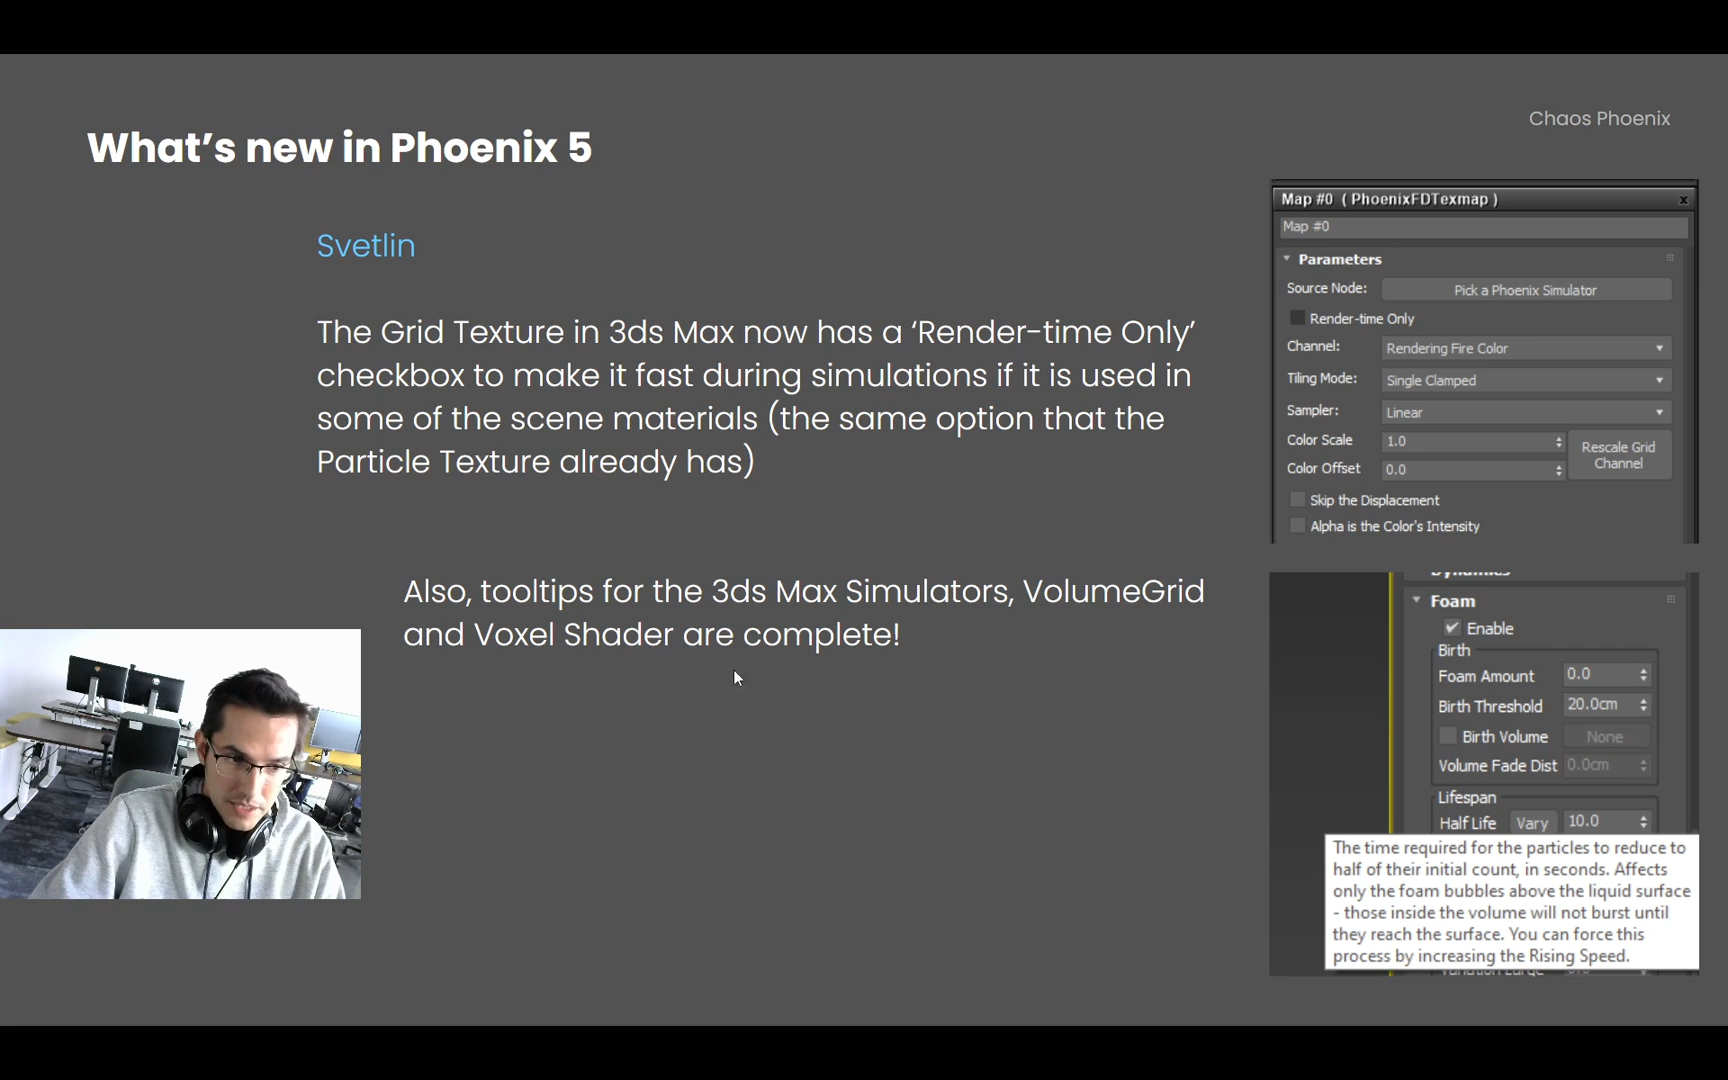 Chaos Phoenix
What’s new in Phoenix 5
Svetlin
The Grid Texture in 3ds Max now has a ‘Render-time Only’
checkbox to make it fast during simulations if it is used in
some of the scene materials (the same option that the
Particle Texture already has)
Also, tooltips for the 3ds Max Simulators, VolumeGrid
and Voxel Shader are complete!
Map #0 ( PhoenixFDTexmap ) x
Map #0
Parameters
Source Node: Pick a Phoenix Simulator
Render-time Only
Channel: Rendering Fire Color
Tiling Mode: Single Clamped
Sampler: Linear
Color Scale 1.0
Rescale Grid
Channel
Color Offset 0.0
Skip the Displacement
Alpha is the Color's Intensity
Dynamics
Foam
Enable
Birth
Foam Amount 0.0
Birth Threshold 20.0cm
Birth Volume None
Volume Fade Dist 0.0cm
Lifespan
Half Life Vary 10.0
The time required for the particles to reduce to
half of their initial count, in seconds. Affects
only the foam bubbles above the liquid surface
- those inside the volume will not burst until
they reach the surface. You can force this
process by increasing the Rising Speed.
Variation Large